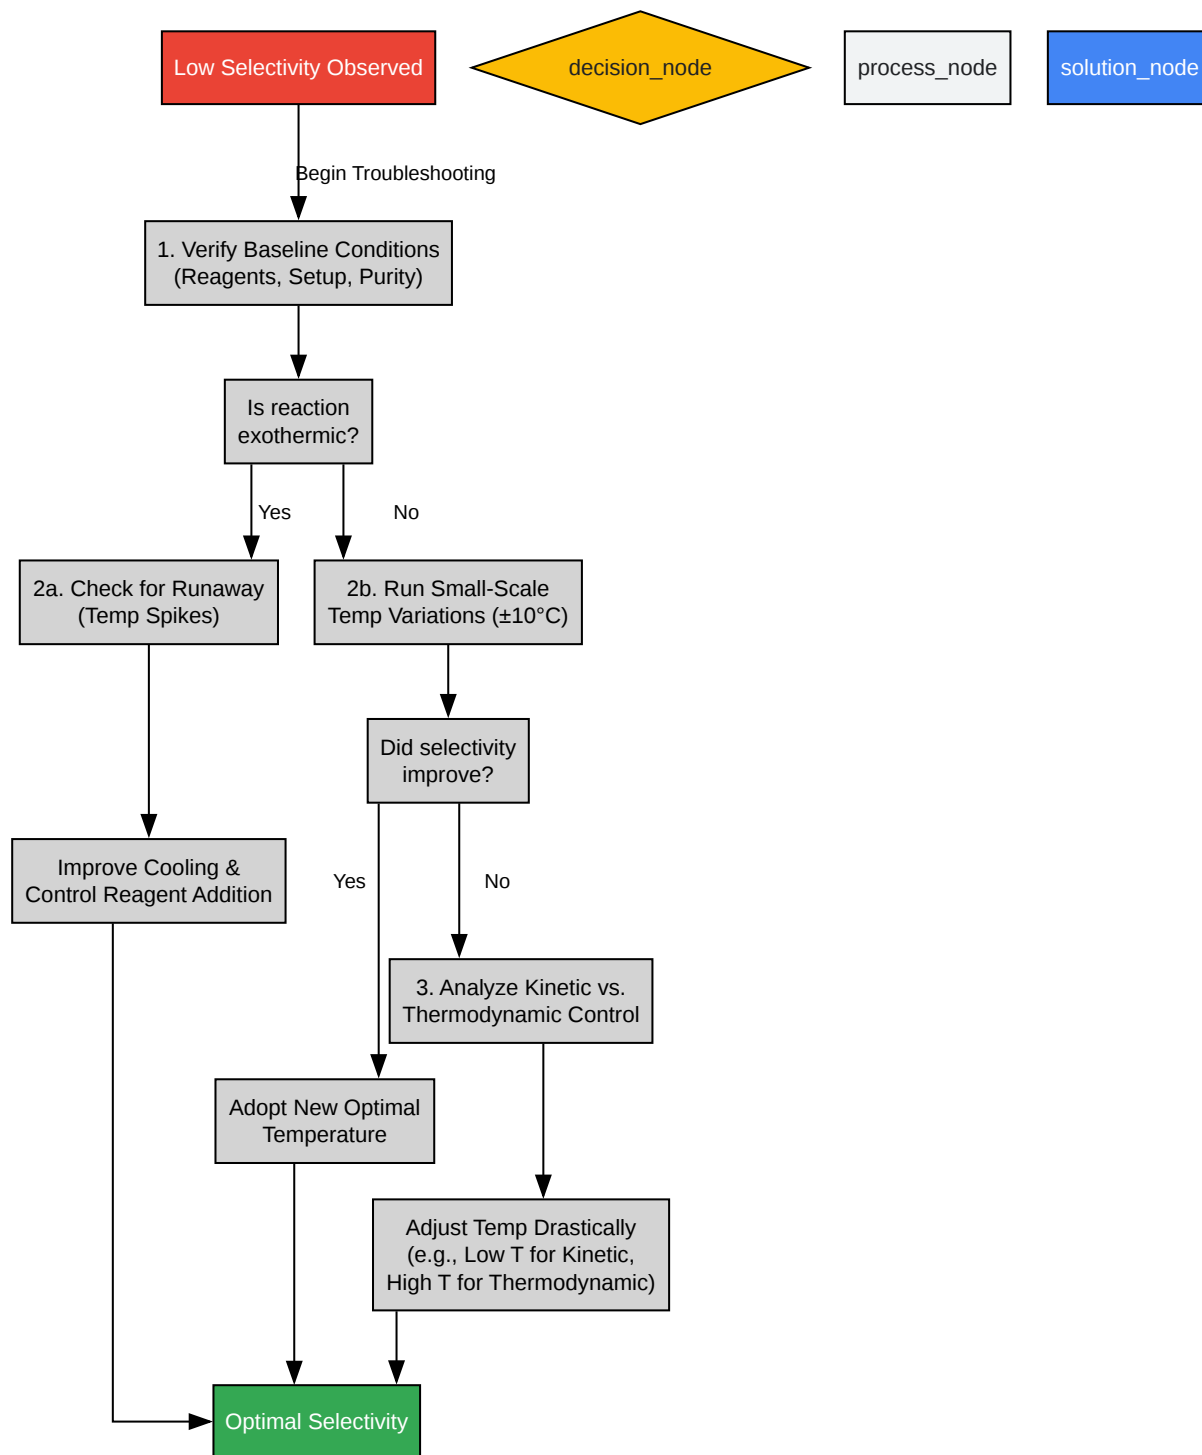 Low Selectivity Observed
decision_node
process_node
solution_node
Begin Troubleshooting
1. Verify Baseline Conditions
(Reagents, Setup, Purity)
Is reaction
exothermic?
Yes
No
2a. Check for Runaway
(Temp Spikes)
2b. Run Small-Scale
Temp Variations (±10°C)
Did selectivity
improve?
Improve Cooling &
Control Reagent Addition
Yes
No
3. Analyze Kinetic vs.
Thermodynamic Control
Adopt New Optimal
Temperature
Adjust Temp Drastically
(e.g., Low T for Kinetic,
High T for Thermodynamic)
Optimal Selectivity